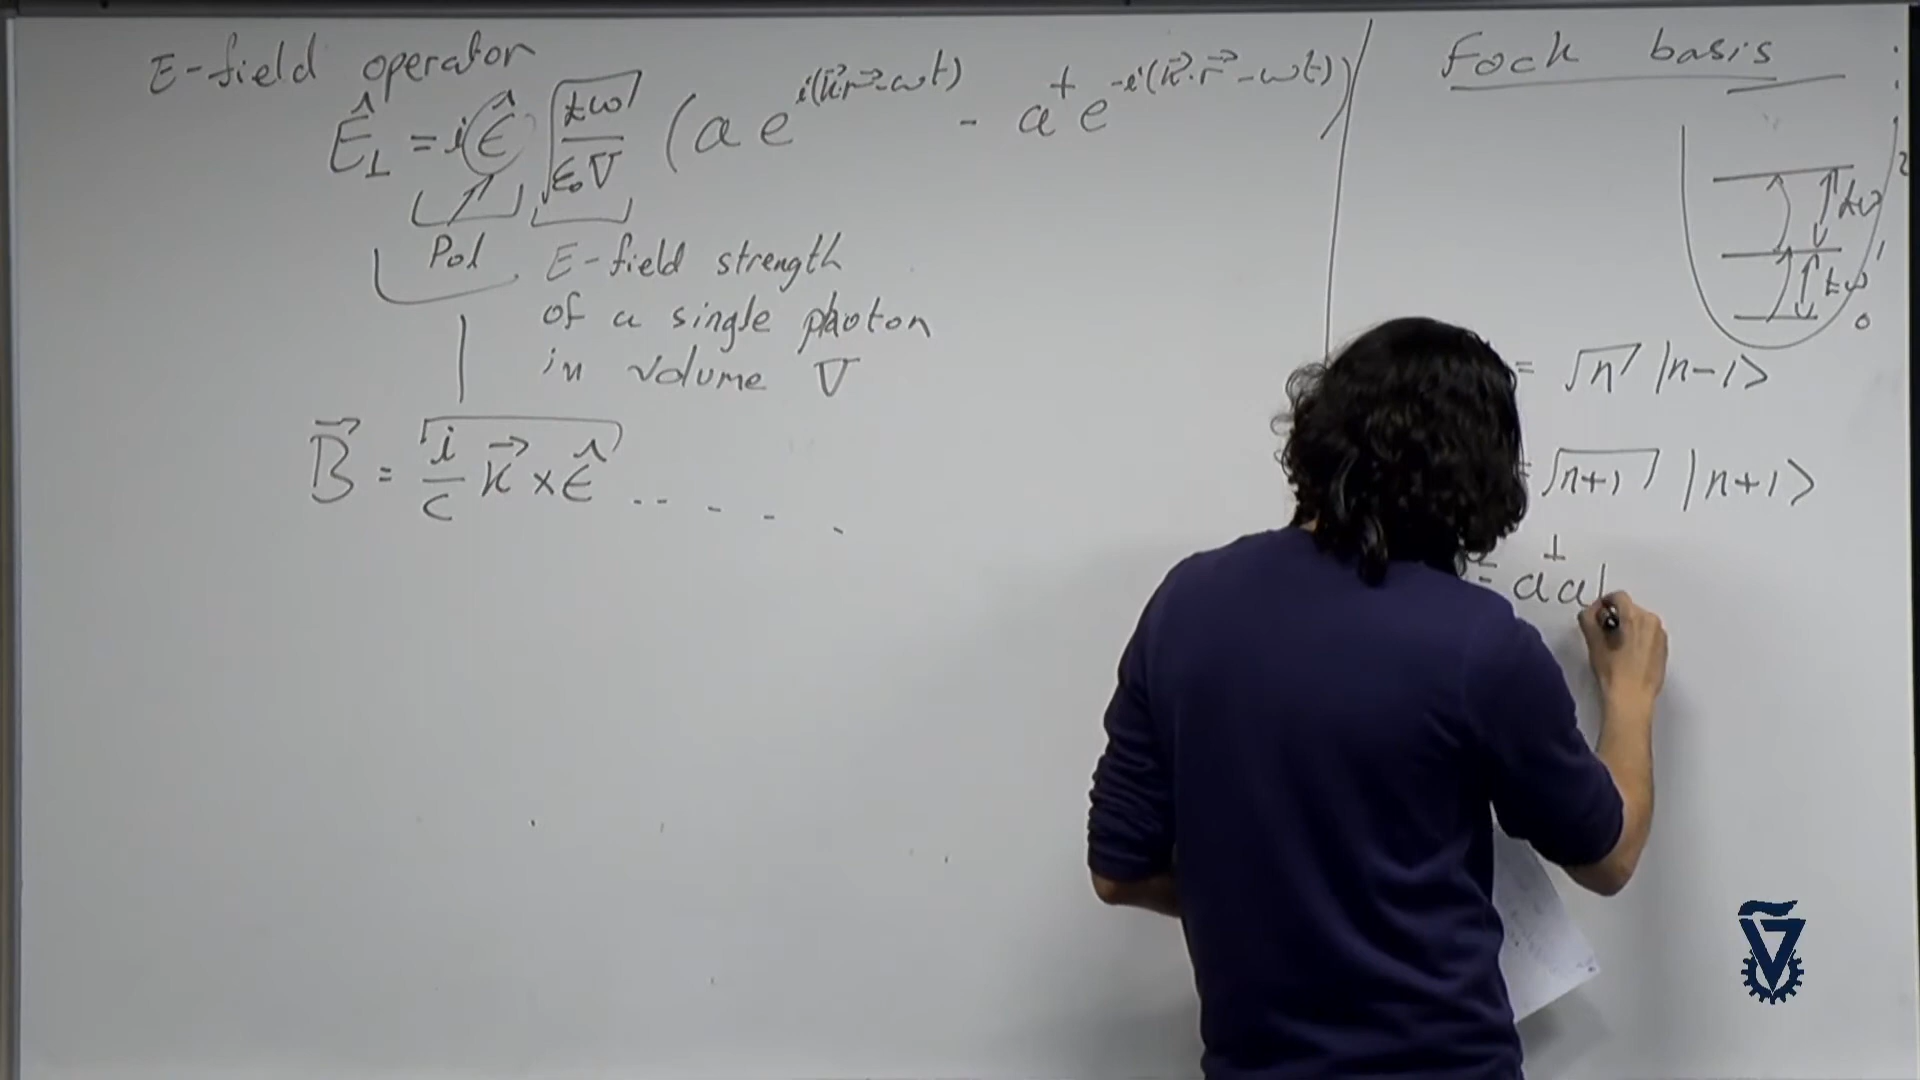 E-field operator
Ê⊥ = i ε̂ √(ħω/ε₀V) (a e^{i(k⃗·r⃗-ωt)} - a† e^{-i(k⃗·r⃗-ωt)})
Pol
E-field strength
of a single photon
in volume V
B⃗ = i/c k⃗ × ε̂ -- - - -
Fock basis :
2
ħω
1
ħω
0
= √n |n-1>
= √n+1 |n+1>
= a†a|